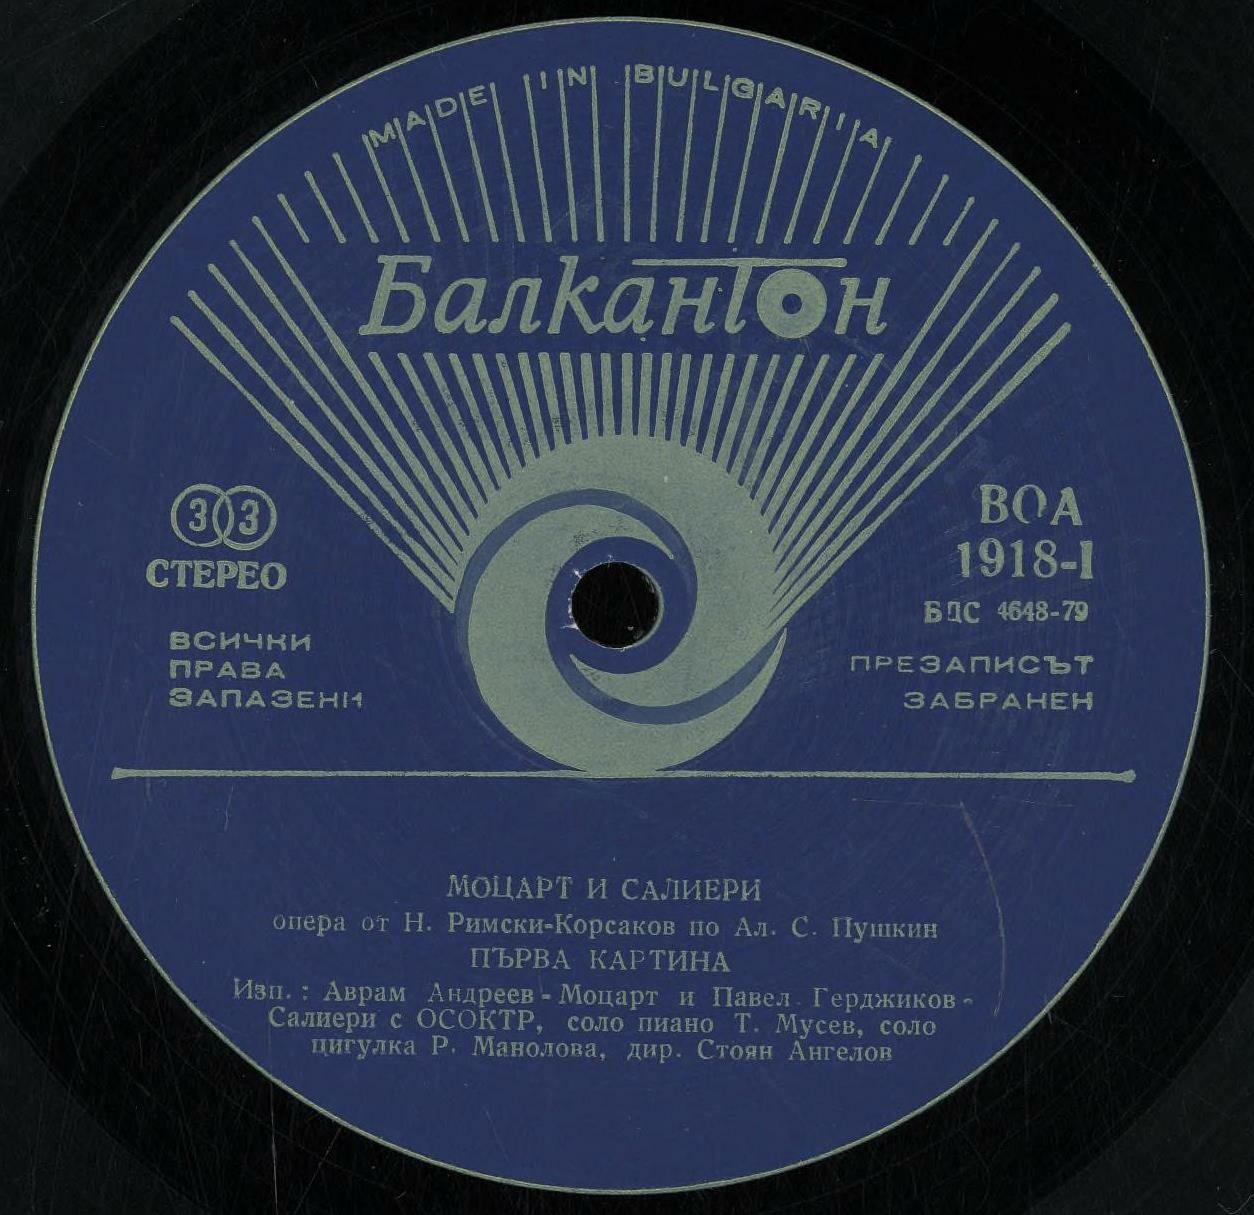 MADE IN BULGARIA
Балкантон
33
СТЕРЕО
ВСИЧКИ
ПРАВА
ЗАПАЗЕНИ
ВОА
1918-I
БДС 4648-79
ПРЕЗАПИСЪТ
ЗАБРАНЕН
МОЦАРТ И САЛИЕРИ
опера от Н. Римски-Корсаков по Ал. С. Пушкин
ПЪРВА КАРТИНА
Изп.: Аврам Андреев - Моцарт и Павел Герджиков -
Салиери с ОСОКТР, соло пиано Т. Мусев, соло
цигулка Р. Манолова, дир. Стоян Ангелов